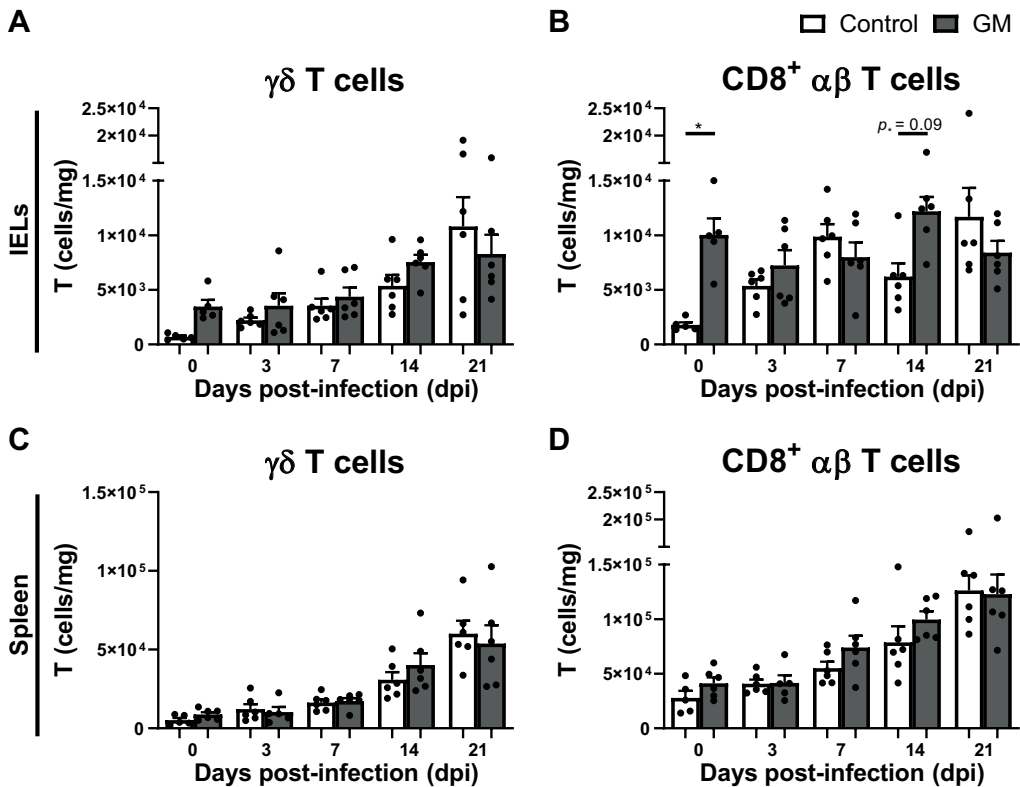 A
B
Control GM
γδ T cells
CD8⁺ αβ T cells
IELs
T (cells/mg)
2.5×10⁴
2×10⁴
1.5×10⁴
1×10⁴
5×10³
0
0 3 7 14 21
Days post-infection (dpi)
T (cells/mg)
2.5×10⁴
2×10⁴
1.5×10⁴
1×10⁴
5×10³
0
*
p. = 0.09
0 3 7 14 21
Days post-infection (dpi)
C
D
γδ T cells
CD8⁺ αβ T cells
Spleen
T (cells/mg)
1.5×10⁵
1×10⁵
5×10⁴
0
0 3 7 14 21
Days post-infection (dpi)
T (cells/mg)
2.5×10⁵
2×10⁵
1.5×10⁵
1×10⁵
5×10⁴
0
0 3 7 14 21
Days post-infection (dpi)